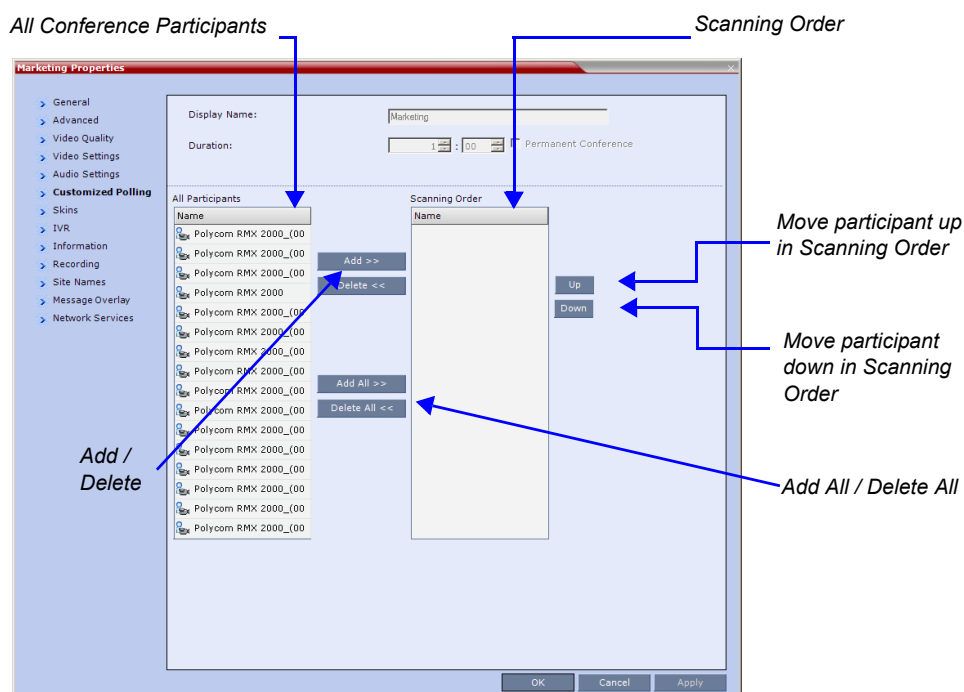 All Conference Participants
Scanning Order
Marketing Properties
General
Advanced
Video Quality
Video Settings
Audio Settings
Customized Polling
Skins
IVR
Information
Recording
Site Names
Message Overlay
Network Services
Display Name:
Marketing
Duration:
1 : 00
Permanent Conference
All Participants
Name
Polycom RMX 2000_(00
Polycom RMX 2000_(00
Polycom RMX 2000_(00
Polycom RMX 2000
Polycom RMX 2000_(00
Polycom RMX 2000_(00
Polycom RMX 2000_(00
Polycom RMX 2000_(00
Polycom RMX 2000_(00
Polycom RMX 2000_(00
Polycom RMX 2000_(00
Polycom RMX 2000_(00
Polycom RMX 2000_(00
Polycom RMX 2000_(00
Polycom RMX 2000_(00
Polycom RMX 2000_(00
Add >>
Delete <<
Add All >>
Delete All <<
Scanning Order
Name
Up
Down
Move participant up
in Scanning Order
Move participant
down in Scanning
Order
Add /
Delete
Add All / Delete All
OK
Cancel
Apply